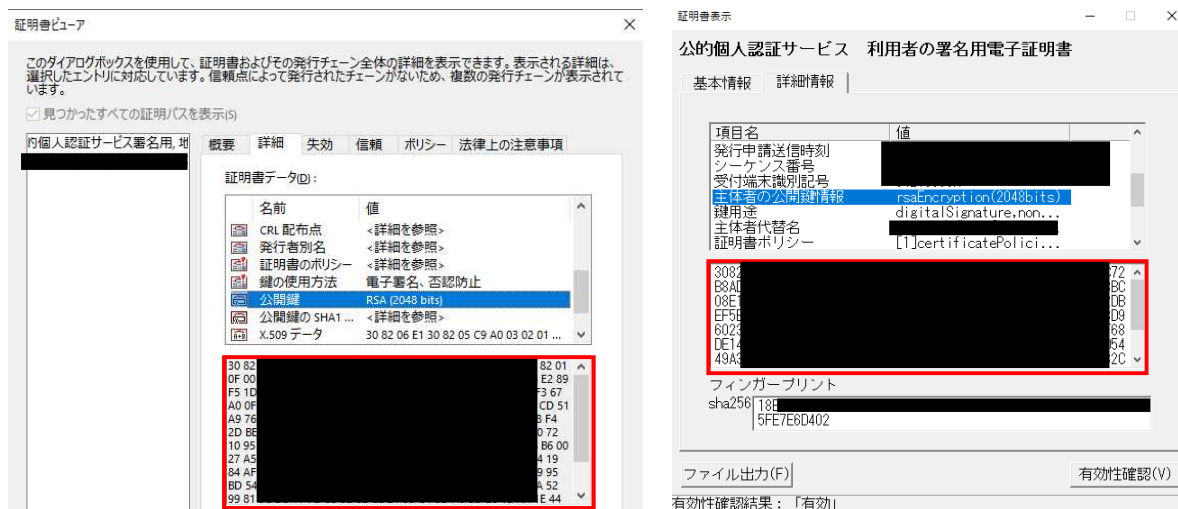 証明書ビューア
このダイアログボックスを使用して、証明書およびその発行チェーン全体の詳細を表示できます。表示される詳細は、
選択したエントリに対応しています。信頼点によって発行されたチェーンがないため、複数の発行チェーンが表示されて
います。
見つかったすべての証明パスを表示(S)
的個人認証サービス署名用, 地
概要 詳細 失効 信頼 ポリシー 法律上の注意事項
証明書データ(D):
名前 値
CRL 配布点 <詳細を参照>
発行者別名 <詳細を参照>
証明書のポリシー <詳細を参照>
鍵の使用方法 電子署名、否認防止
公開鍵 RSA (2048 bits)
公開鍵の SHA1 ... <詳細を参照>
X.509 データ 30 82 06 E1 30 82 05 C9 A0 03 02 01 ...
30 82 82 01
0F 00 E2 89
F5 1D F3 67
A0 0F CD 51
A9 76 F4
2D BE 72
10 95 B6 00
27 A5 19
84 AF 95
BD 54 52
99 81 44
証明書表示
公的個人認証サービス 利用者の署名用電子証明書
基本情報 詳細情報
項目名 値
発行申請送信時刻
シーケンス番号
受付端末識別記号
主体者の公開鍵情報 rsaEncryption(2048bits)
鍵用途 digitalSignature,non...
主体者代替名
証明書ポリシー [1]certificatePolici...
3082 72
B8AD BC
08E1 DB
EF5E D9
6023 68
DE14 54
49A3 2C
フィンガープリント
sha256 18E
5FE7E6D402
ファイル出力(F) 有効性確認(V)
有効性確認結果：「有効」